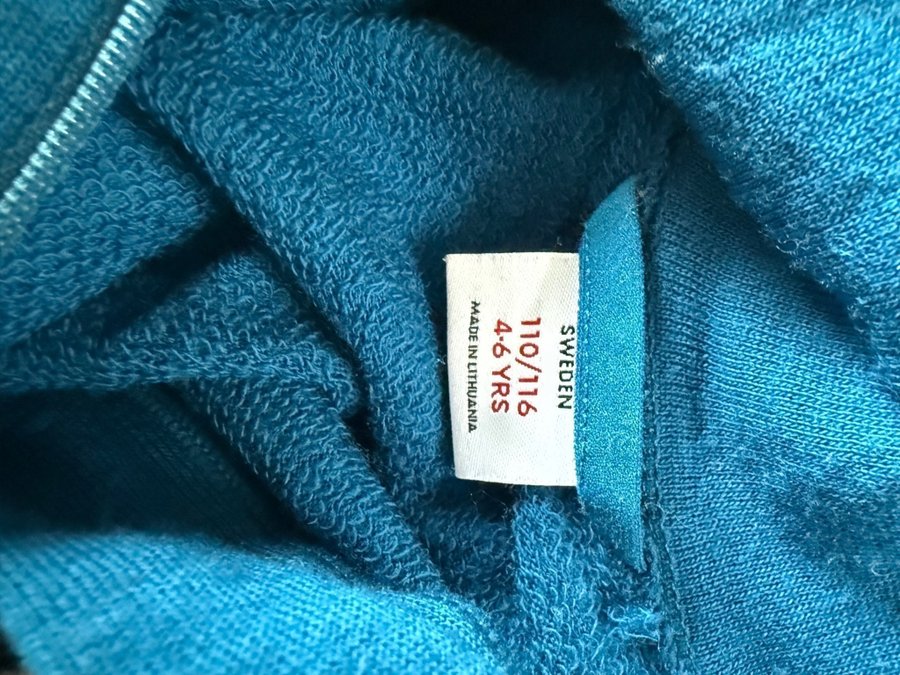 SWEDEN
110/116
4-6 YRS
MADE IN LITHUANIA